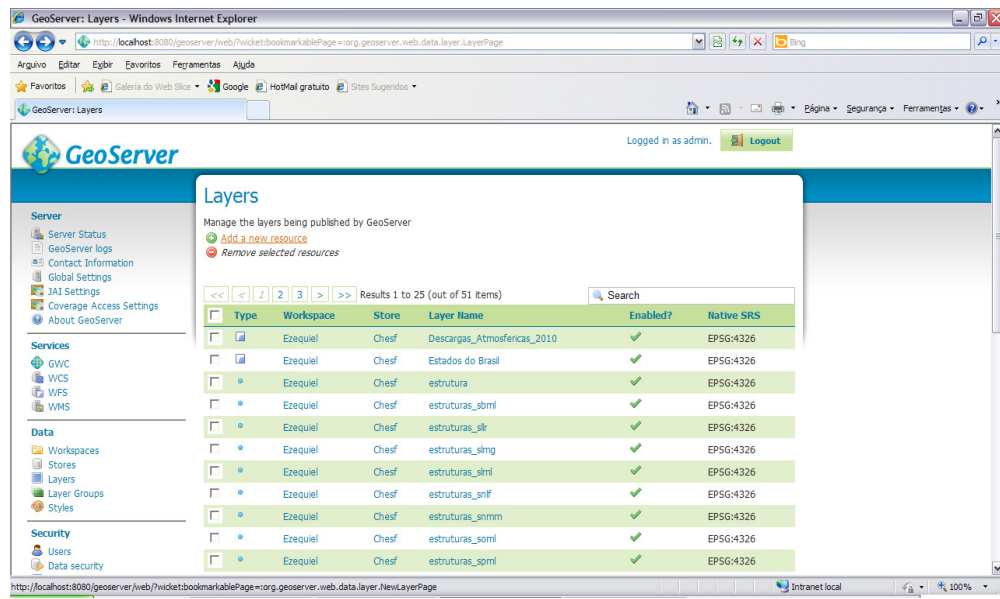 GeoServer: Layers - Windows Internet Explorer
http://localhost:8080/geoserver/web/?wicket:bookmarkablePage=:org.geoserver.web.data.layer.LayerPage
Bing
Arquivo Editar Exibir Favoritos Ferramentas Ajuda
Favoritos Galeria do Web Slice Google HotMail gratuito Sites Sugeridos
GeoServer: Layers
Página Segurança Ferramentas
GeoServer
Logged in as admin.
Logout
Server
Server Status
GeoServer logs
Contact Information
Global Settings
JAI Settings
Coverage Access Settings
About GeoServer
Services
GWC
WCS
WFS
WMS
Data
Workspaces
Stores
Layers
Layer Groups
Styles
Security
Users
Data security
Layers
Manage the layers being published by GeoServer
Add a new resource
Remove selected resources
<< < 1 2 3 > >> Results 1 to 25 (out of 51 items) Search
Type Workspace Store Layer Name Enabled? Native SRS
Ezequiel Chesf Descargas_Atmosfericas_2010 EPSG:4326
Ezequiel Chesf Estados do Brasil EPSG:4326
Ezequiel Chesf estrutura EPSG:4326
Ezequiel Chesf estruturas_sbml EPSG:4326
Ezequiel Chesf estruturas_sllr EPSG:4326
Ezequiel Chesf estruturas_slmg EPSG:4326
Ezequiel Chesf estruturas_slml EPSG:4326
Ezequiel Chesf estruturas_snlf EPSG:4326
Ezequiel Chesf estruturas_snmm EPSG:4326
Ezequiel Chesf estruturas_soml EPSG:4326
Ezequiel Chesf estruturas_spml EPSG:4326
http://localhost:8080/geoserver/web/?wicket:bookmarkablePage=:org.geoserver.web.data.layer.NewLayerPage
Intranet local
100%